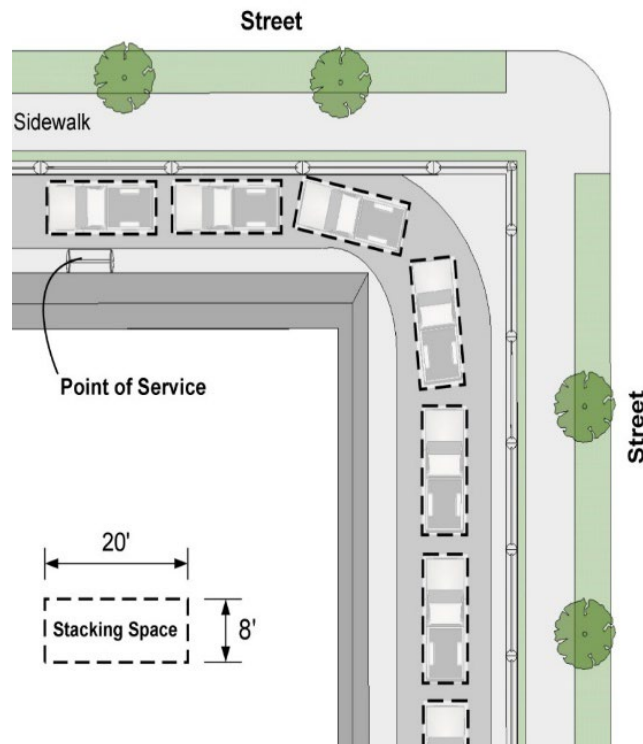 Street
Sidewalk
Point of Service
Street
20'
Stacking Space
8'